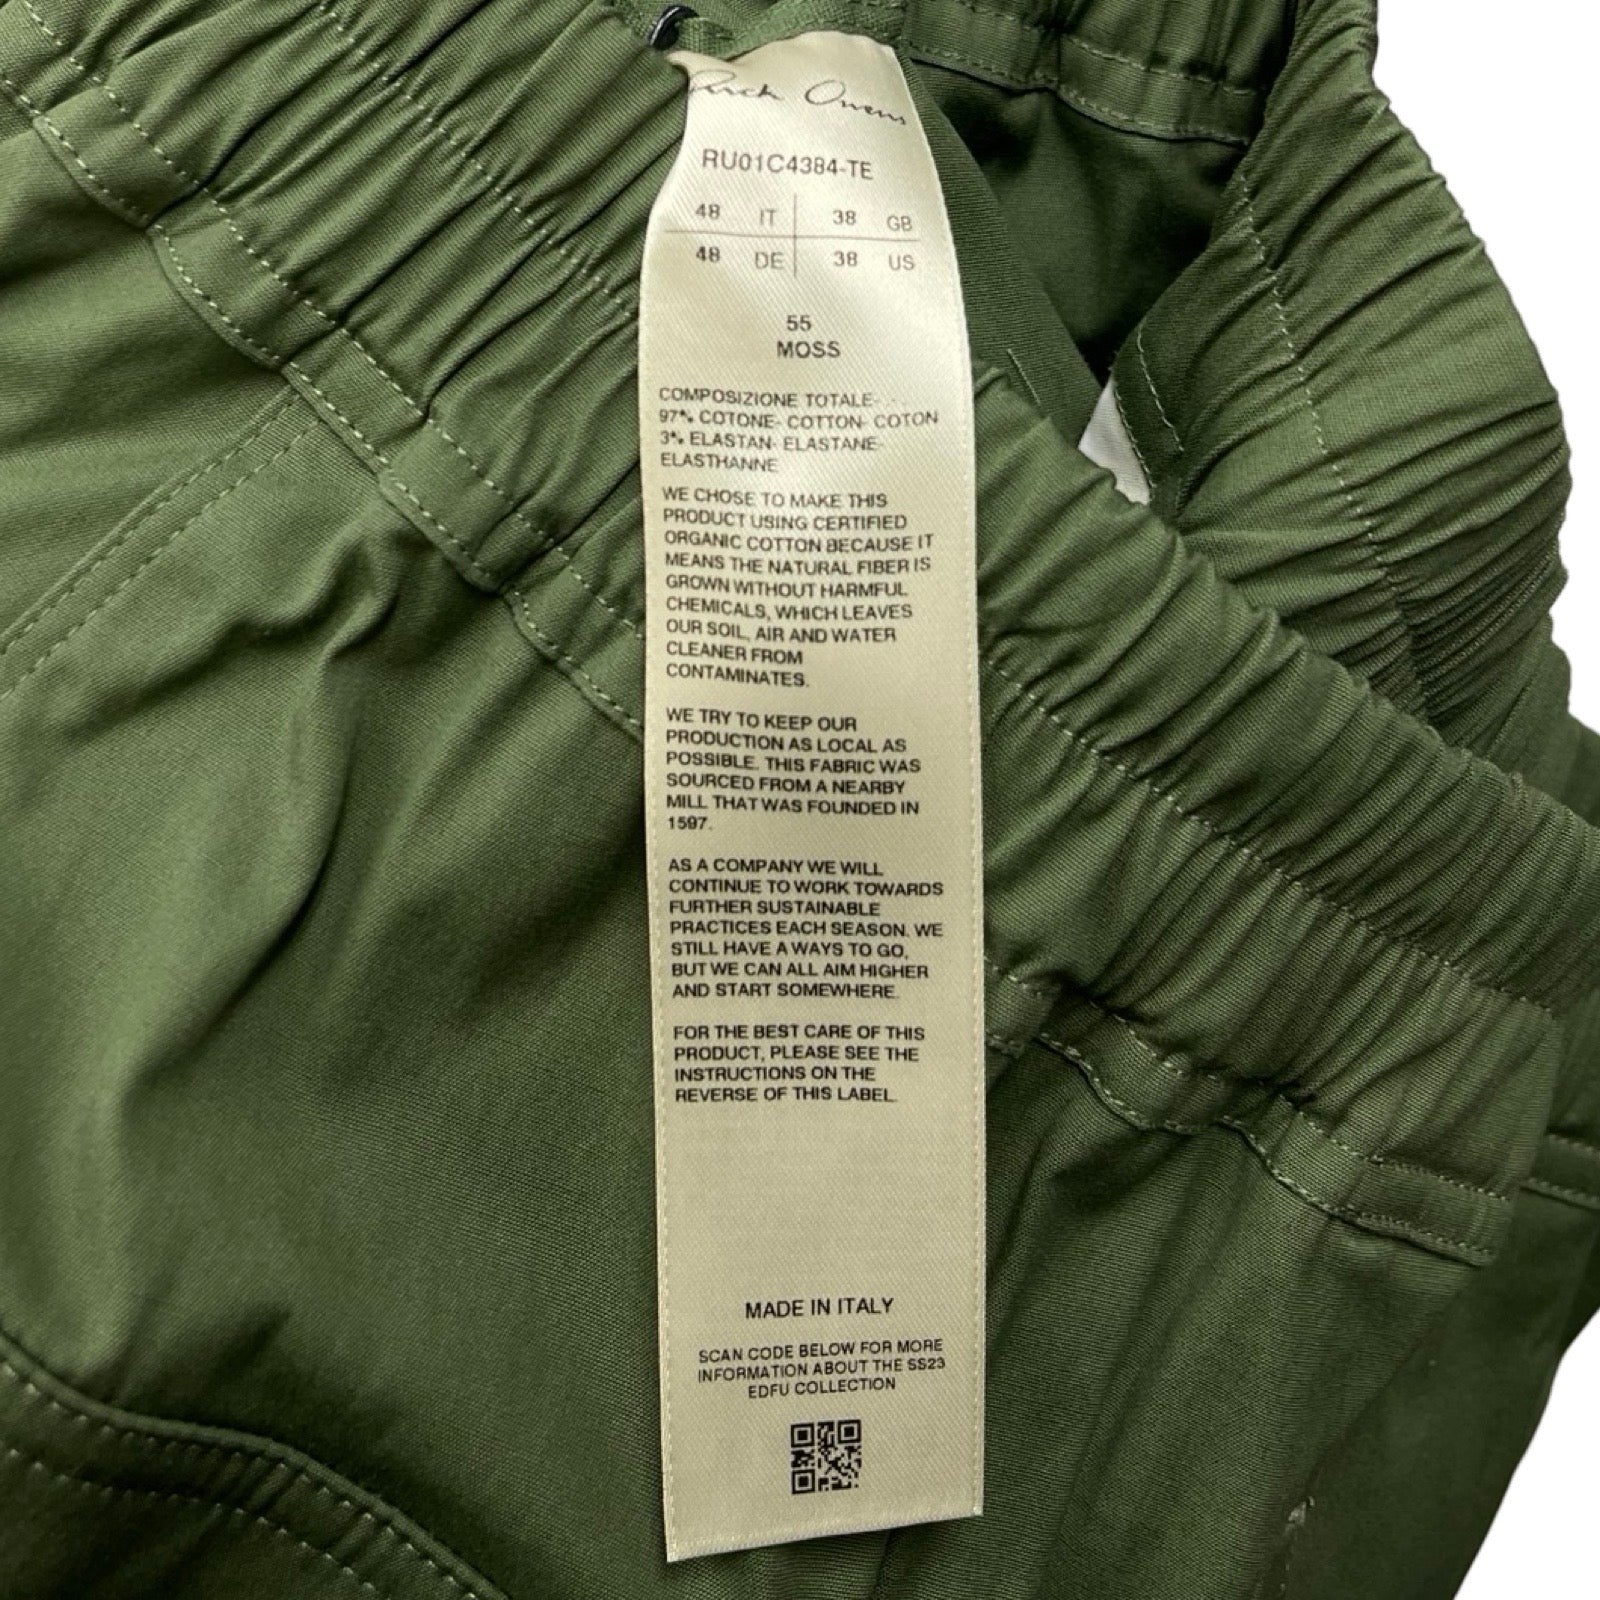 Rick Owens
RU01C4384-TE
48 IT 38 GB
48 DE 38 US
55
MOSS
COMPOSIZIONE TOTALE- - -
97% COTONE- COTTON- COTON
3% ELASTAN- ELASTANE-
ELASTHANNE
WE CHOSE TO MAKE THIS
PRODUCT USING CERTIFIED
ORGANIC COTTON BECAUSE IT
MEANS THE NATURAL FIBER IS
GROWN WITHOUT HARMFUL
CHEMICALS, WHICH LEAVES
OUR SOIL, AIR AND WATER
CLEANER FROM
CONTAMINATES.
WE TRY TO KEEP OUR
PRODUCTION AS LOCAL AS
POSSIBLE. THIS FABRIC WAS
SOURCED FROM A NEARBY
MILL THAT WAS FOUNDED IN
1597.
AS A COMPANY WE WILL
CONTINUE TO WORK TOWARDS
FURTHER SUSTAINABLE
PRACTICES EACH SEASON. WE
STILL HAVE A WAYS TO GO,
BUT WE CAN ALL AIM HIGHER
AND START SOMEWHERE.
FOR THE BEST CARE OF THIS
PRODUCT, PLEASE SEE THE
INSTRUCTIONS ON THE
REVERSE OF THIS LABEL.
MADE IN ITALY
SCAN CODE BELOW FOR MORE
INFORMATION ABOUT THE SS23
EDFU COLLECTION